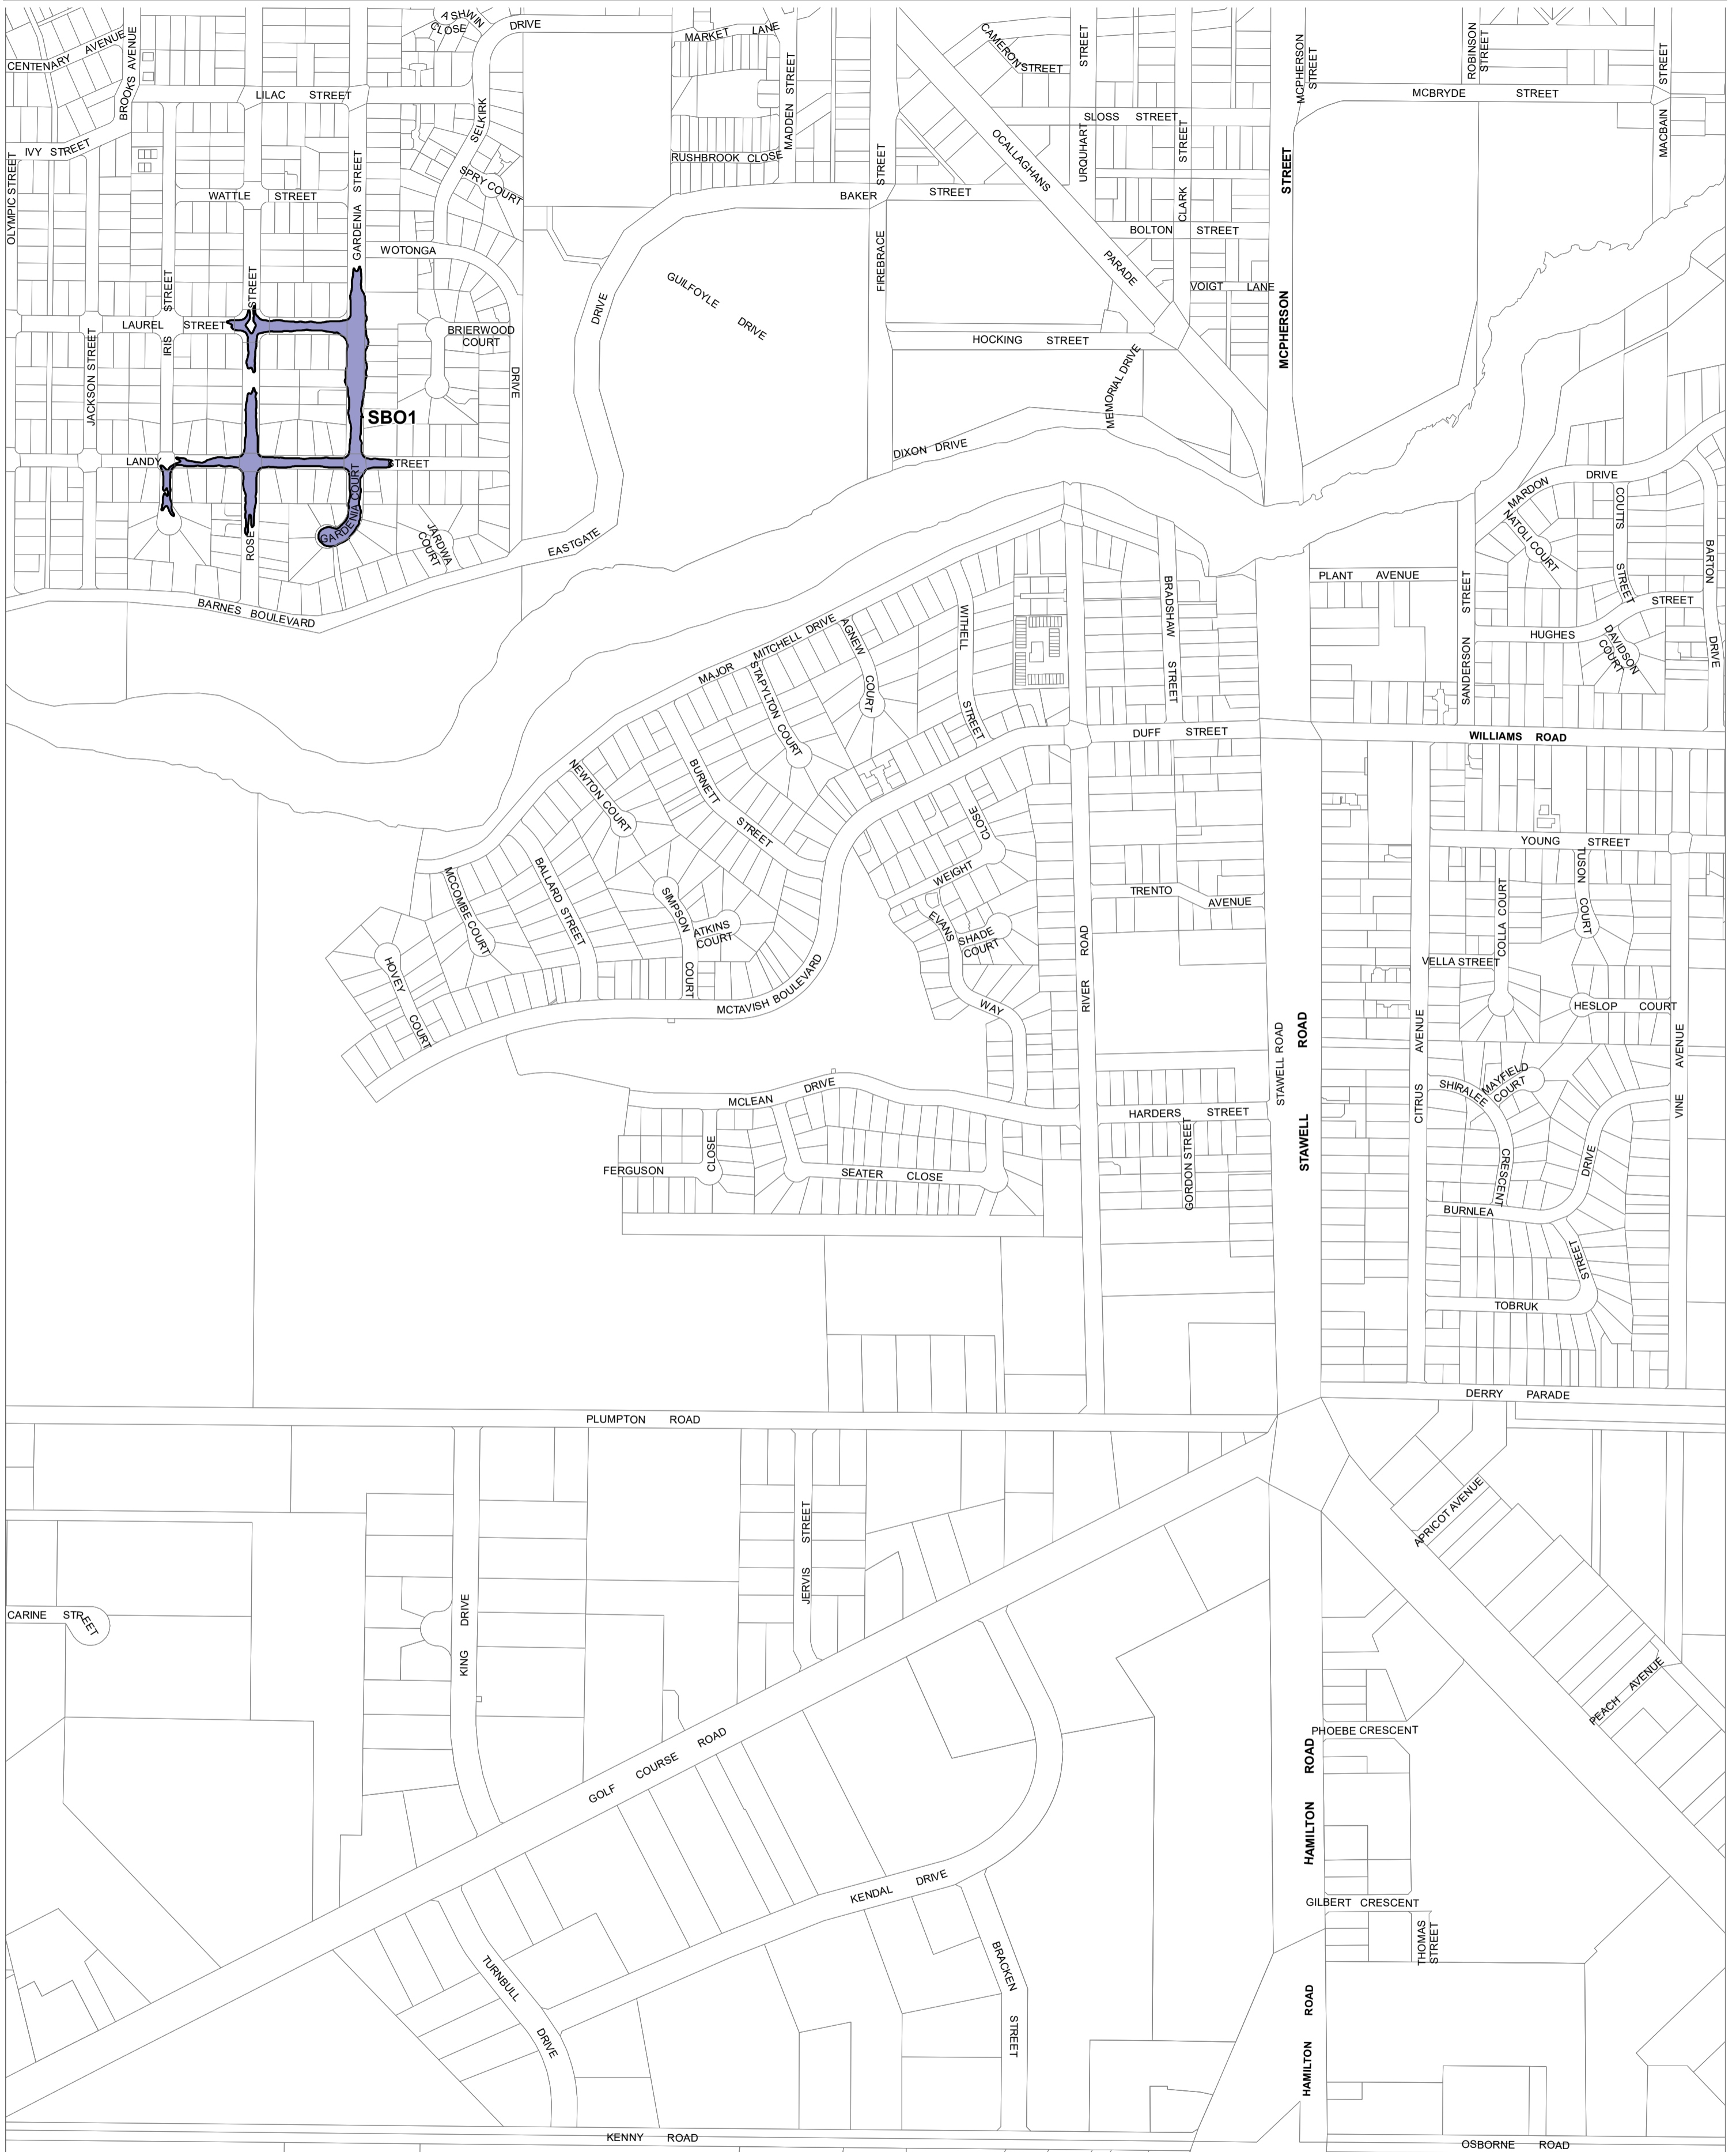 ASHWIN
CLOSE
DRIVE
MARKET LANE
CAMERON STREET
STREET
MCPHERSON
STREET
ROBINSON
STREET
STREET
CENTENARY AVENUE
BROOKS AVENUE
LILAC STREET
SELKIRK
MADDEN STREET
MCBRYDE STREET
SLOSS STREET
OCALLAGHANS
URQUHART
STREET
MACBAIN
IVY STREET
RUSHBROOK CLOSE
STREET
STREET
OLYMPIC STREET
WATTLE STREET
GARDENIA STREET
SPRY COURT
BAKER STREET
CLARK
BOLTON STREET
WOTONGA
FIREBRACE
PARADE
VOIGT LANE
GUILFOYLE
DRIVE
DRIVE
MCPHERSON
STREET
STREET
LAUREL STREET
IRIS
JACKSON STREET
BRIERWOOD
COURT
HOCKING STREET
MEMORIAL DRIVE
DRIVE
SBO1
DIXON DRIVE
LANDY STREET
GARDENIA COURT
GARDENIA COURT
ROSE
JARDWA
COURT
EASTGATE
MARDON DRIVE
NATOLI COURT
COUTTS
STREET
BARTON
DRIVE
BARNES BOULEVARD
PLANT AVENUE
STREET
SANDERSON
HUGHES STREET
DAVIDSON
COURT
MAJOR MITCHELL DRIVE
AGNEW
COURT
WITHELL
STREET
BRADSHAW
STREET
STAPYLTON COURT
DUFF STREET
WILLIAMS ROAD
NEWTON COURT
BURNETT
STREET
CLOSE
WEIGHT
YOUNG STREET
TUSON
COURT
COLLA COURT
MCCOMBE COURT
BALLARD STREET
SIMPSON
COURT
ATKINS
COURT
EVANS
WAY
SHADE
COURT
TRENTO AVENUE
RIVER ROAD
VELLA STREET
HOVEY
COURT
MCTAVISH BOULEVARD
HESLOP COURT
STAWELL ROAD
STAWELL ROAD
CITRUS AVENUE
VINE AVENUE
MAYFIELD
COURT
SHIRALEE
CRESCENT
MCLEAN DRIVE
HARDERS STREET
GORDON STREET
FERGUSON CLOSE
SEATER CLOSE
DRIVE
BURNLEA
STREET
TOBRUK
DERRY PARADE
PLUMPTON ROAD
APRICOT AVENUE
JERVIS STREET
CARINE STREET
KING DRIVE
PEACH AVENUE
PHOEBE CRESCENT
GOLF COURSE ROAD
HAMILTON ROAD
KENDAL DRIVE
GILBERT CRESCENT
THOMAS
STREET
BRACKEN
STREET
TURNBULL
DRIVE
HAMILTON ROAD
KENNY ROAD
OSBORNE ROAD